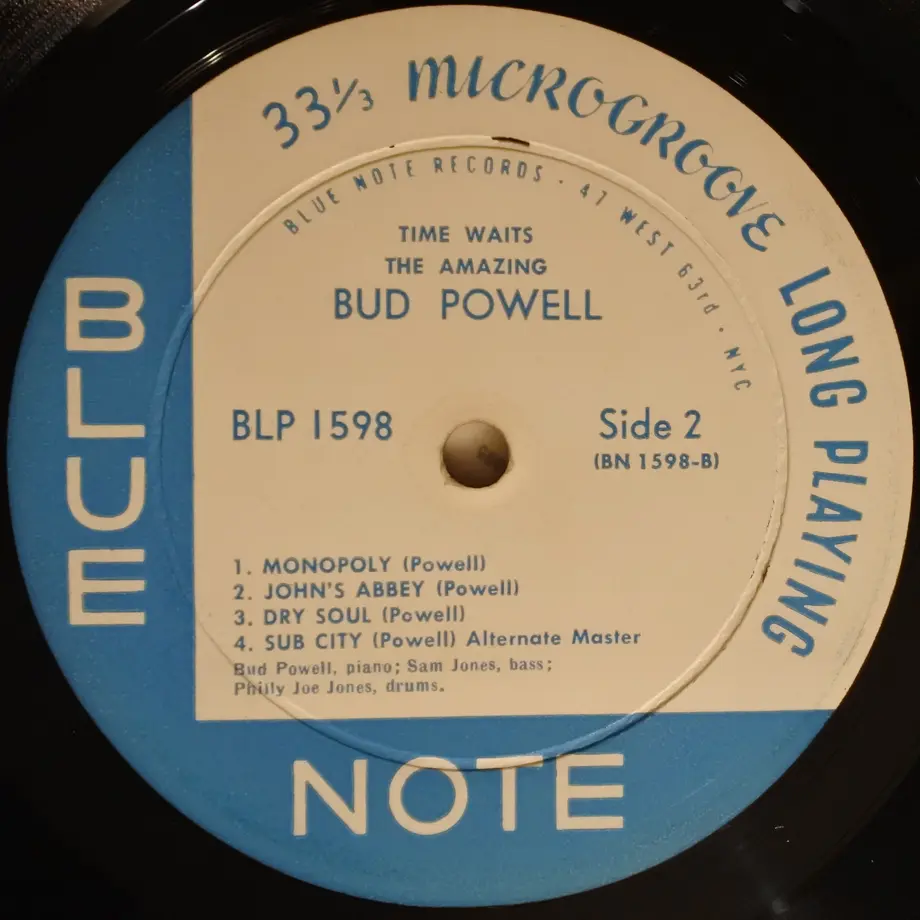 33⅓ MICROGROOVE LONG PLAYING
BLUE NOTE RECORDS · 47 WEST 63rd · NYC
TIME WAITS
THE AMAZING
BUD POWELL
BLP 1598
Side 2
(BN 1598-B)
1. MONOPOLY (Powell)
2. JOHN'S ABBEY (Powell)
3. DRY SOUL (Powell)
4. SUB CITY (Powell) Alternate Master
Bud Powell, piano; Sam Jones, bass;
Philly Joe Jones, drums.
BLUE
NOTE